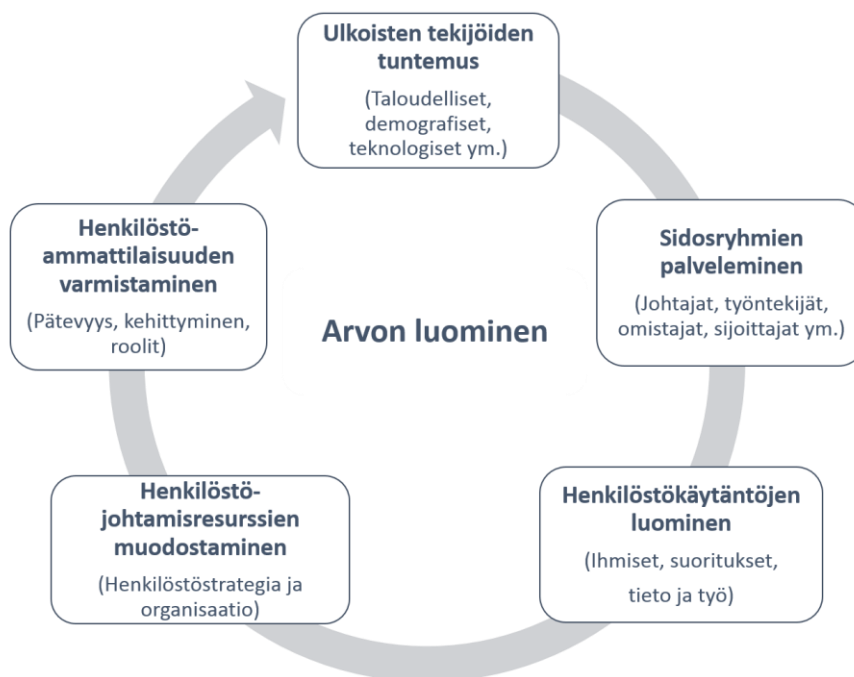 Ulkoisten tekijöiden
tuntemus
(Taloudelliset,
demografiset,
teknologiset ym.)
Sidosryhmien
palveleminen
(Johtajat, työntekijät,
omistajat, sijoittajat ym.)
Henkilöstökäytäntöjen
luominen
(Ihmiset, suoritukset,
tieto ja työ)
Henkilöstö-
johtamisresurssien
muodostaminen
(Henkilöstöstrategia ja
organisaatio)
Henkilöstö-
ammattilaisuuden
varmistaminen
(Pätevyys, kehittyminen,
roolit)
Arvon luominen